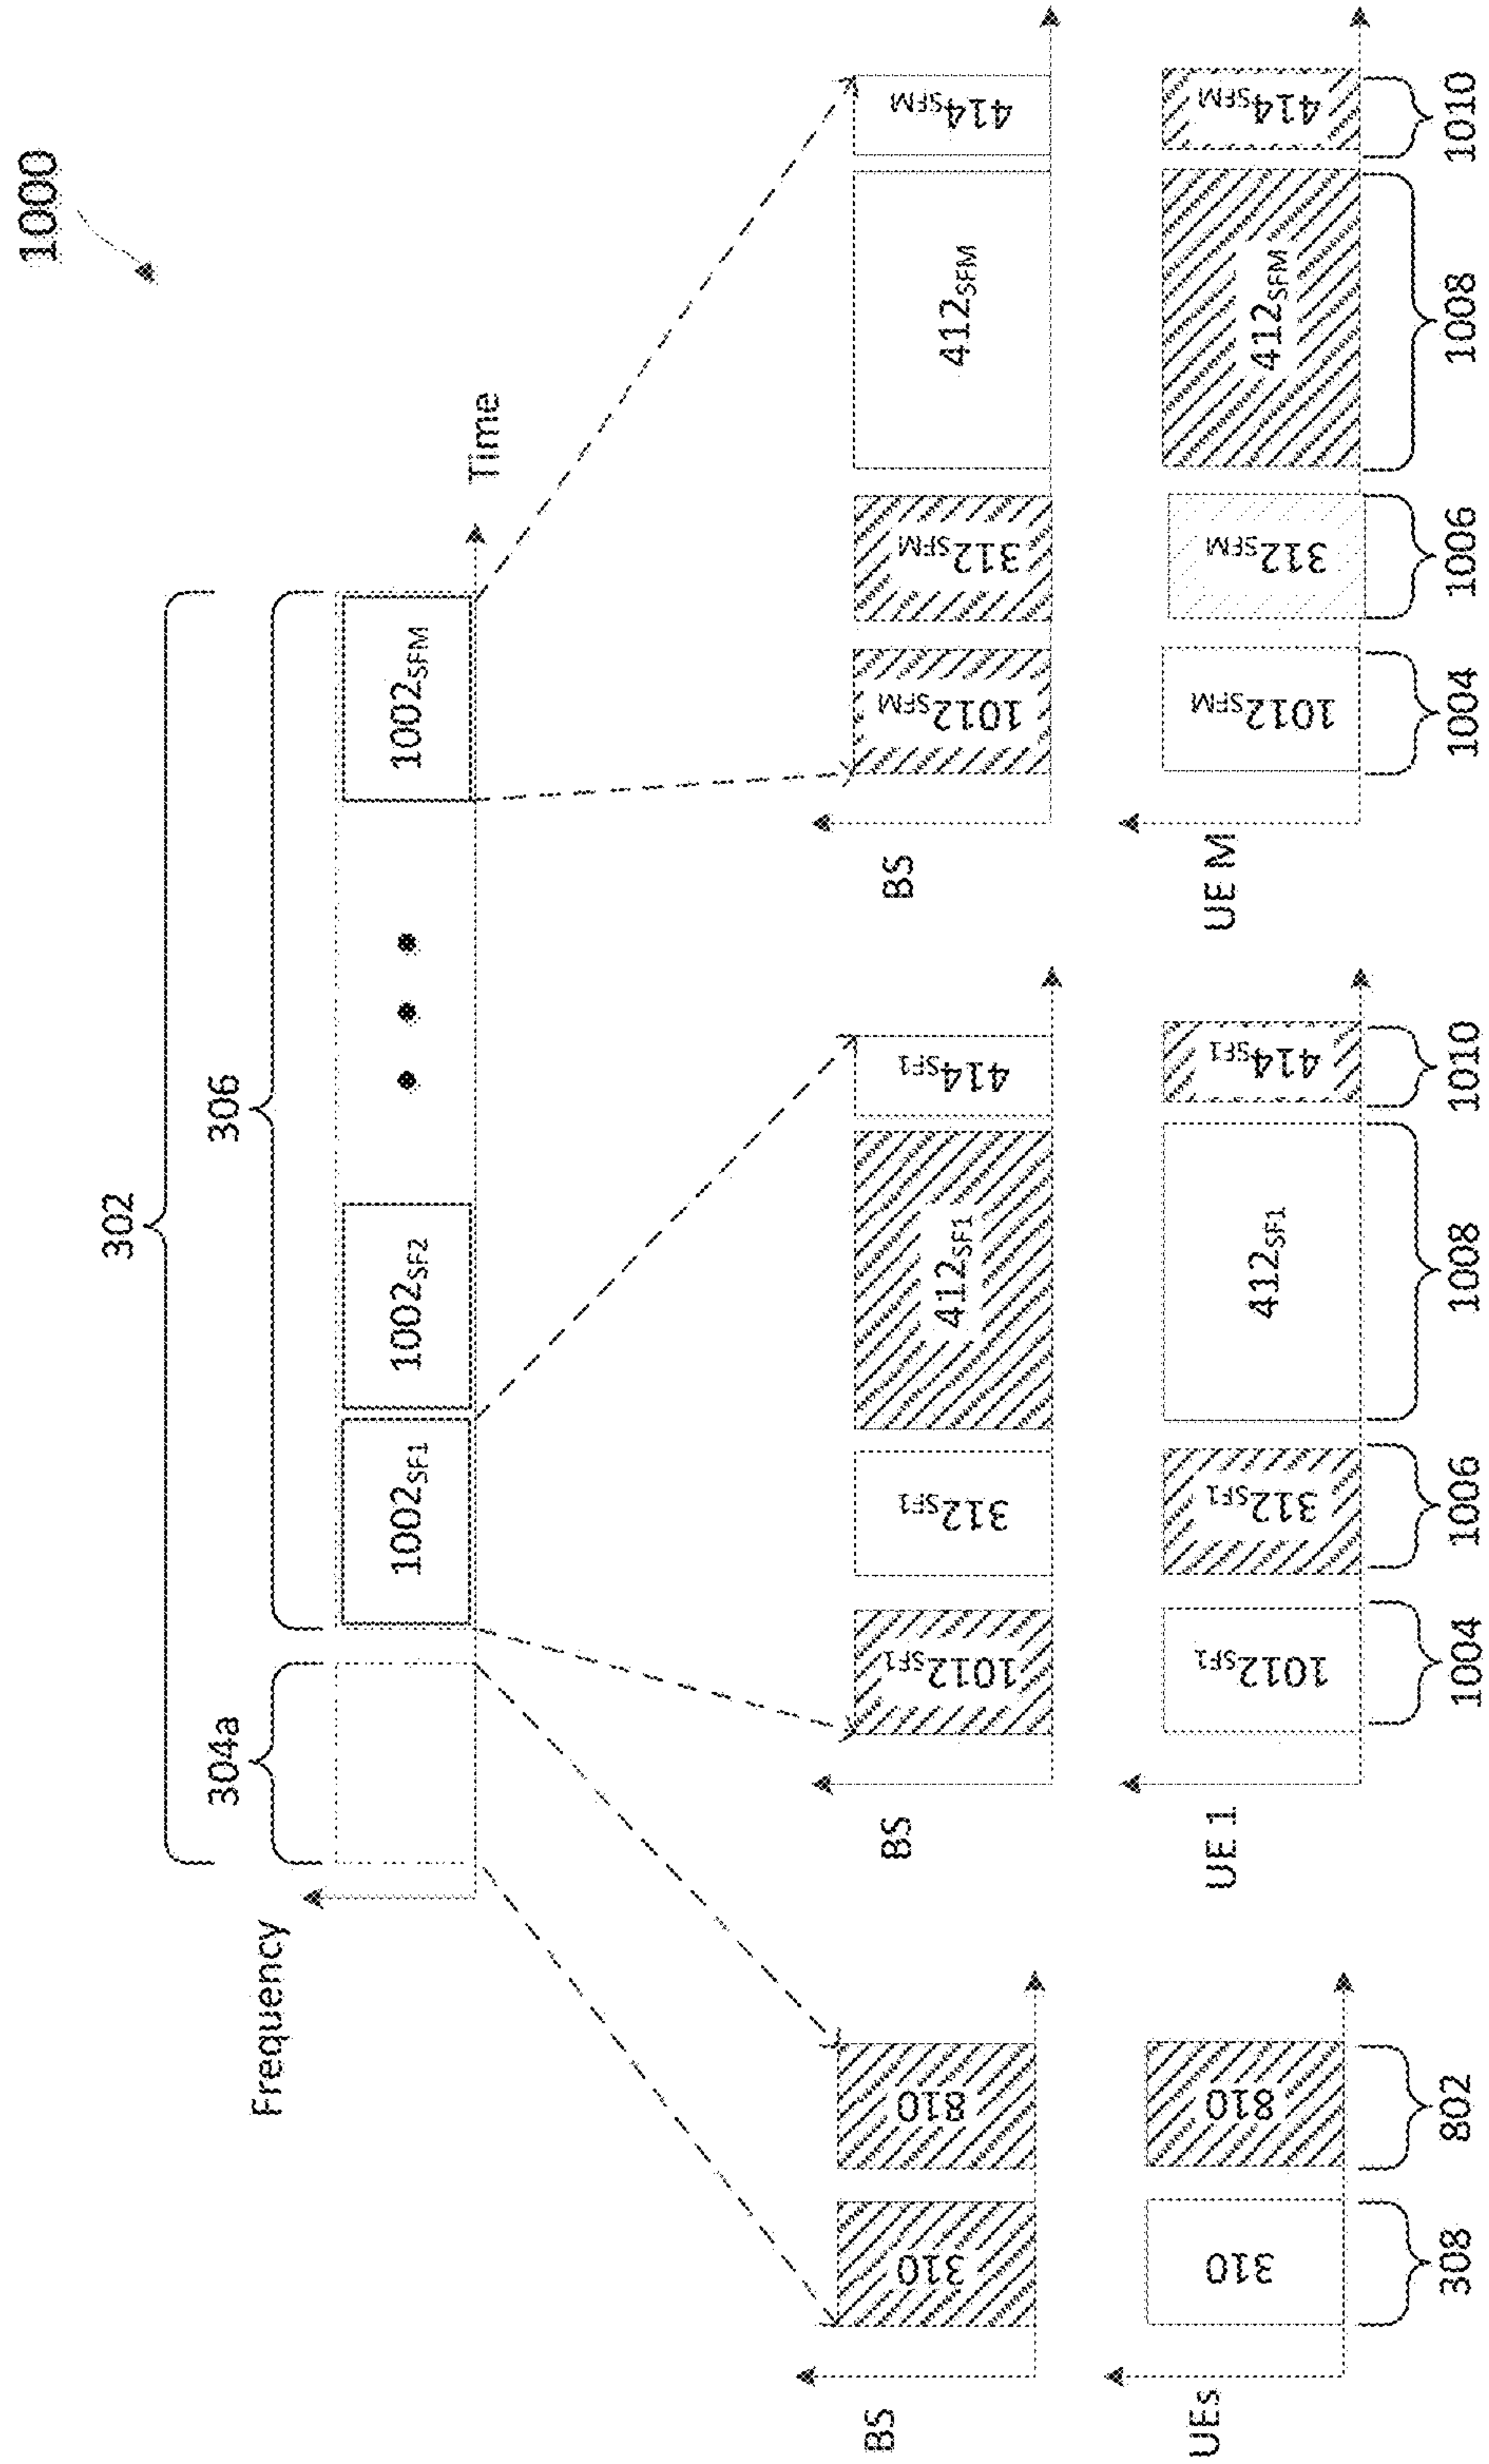 1000
302
304a
306
Frequency
1002SF1
1002SF2
1002SFM
Time
BS
310
810
BS
1012SF1
312SF1
412SF1
414SF1
BS
1012SFM
312SFM
412SFM
414SFM
UEs
310
810
UE 1
1012SF1
312SF1
412SF1
414SF1
UE M
1012SFM
312SFM
412SFM
414SFM
308
802
1004
1006
1008
1010
1004
1006
1008
1010